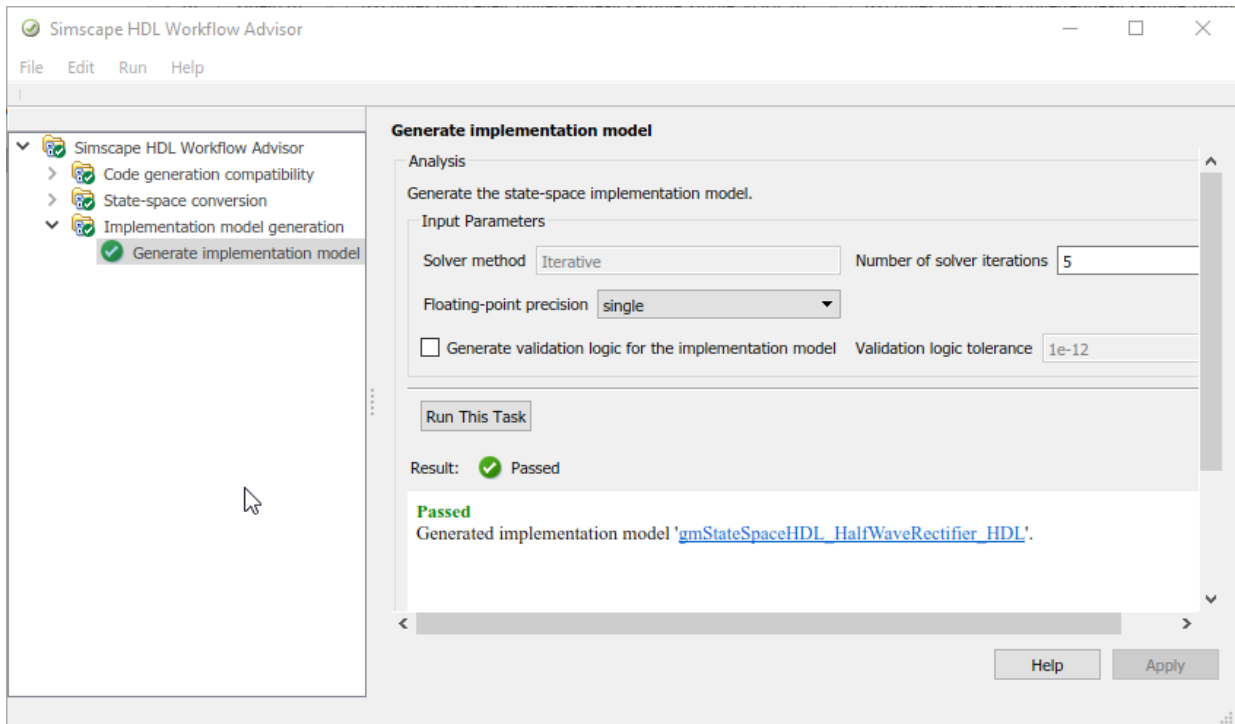 Simscape HDL Workflow Advisor
File Edit Run Help
Simscape HDL Workflow Advisor
Code generation compatibility
State-space conversion
Implementation model generation
Generate implementation model
Generate implementation model
Analysis
Generate the state-space implementation model.
Input Parameters
Solver method Iterative Number of solver iterations 5
Floating-point precision single
Generate validation logic for the implementation model Validation logic tolerance 1e-12
Run This Task
Result: Passed
Passed
Generated implementation model 'gmStateSpaceHDL_HalfWaveRectifier_HDL'.
Help Apply